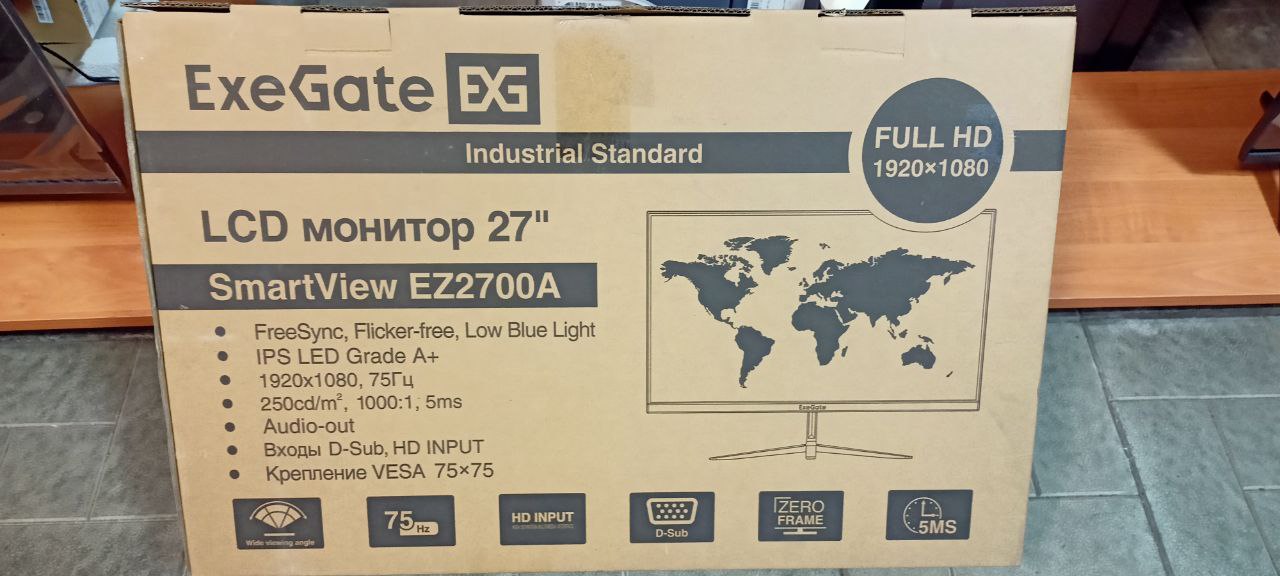 ExeGate EXG
Industrial Standard
FULL HD
1920×1080
LCD монитор 27"
SmartView EZ2700A
FreeSync, Flicker-free, Low Blue Light
IPS LED Grade A+
1920x1080, 75Гц
250cd/m², 1000:1, 5ms
Audio-out
Входы D-Sub, HD INPUT
Крепление VESA 75×75
ExeGate
Wide viewing angle
75Hz
HD INPUT
D-Sub
ZERO
FRAME
5MS